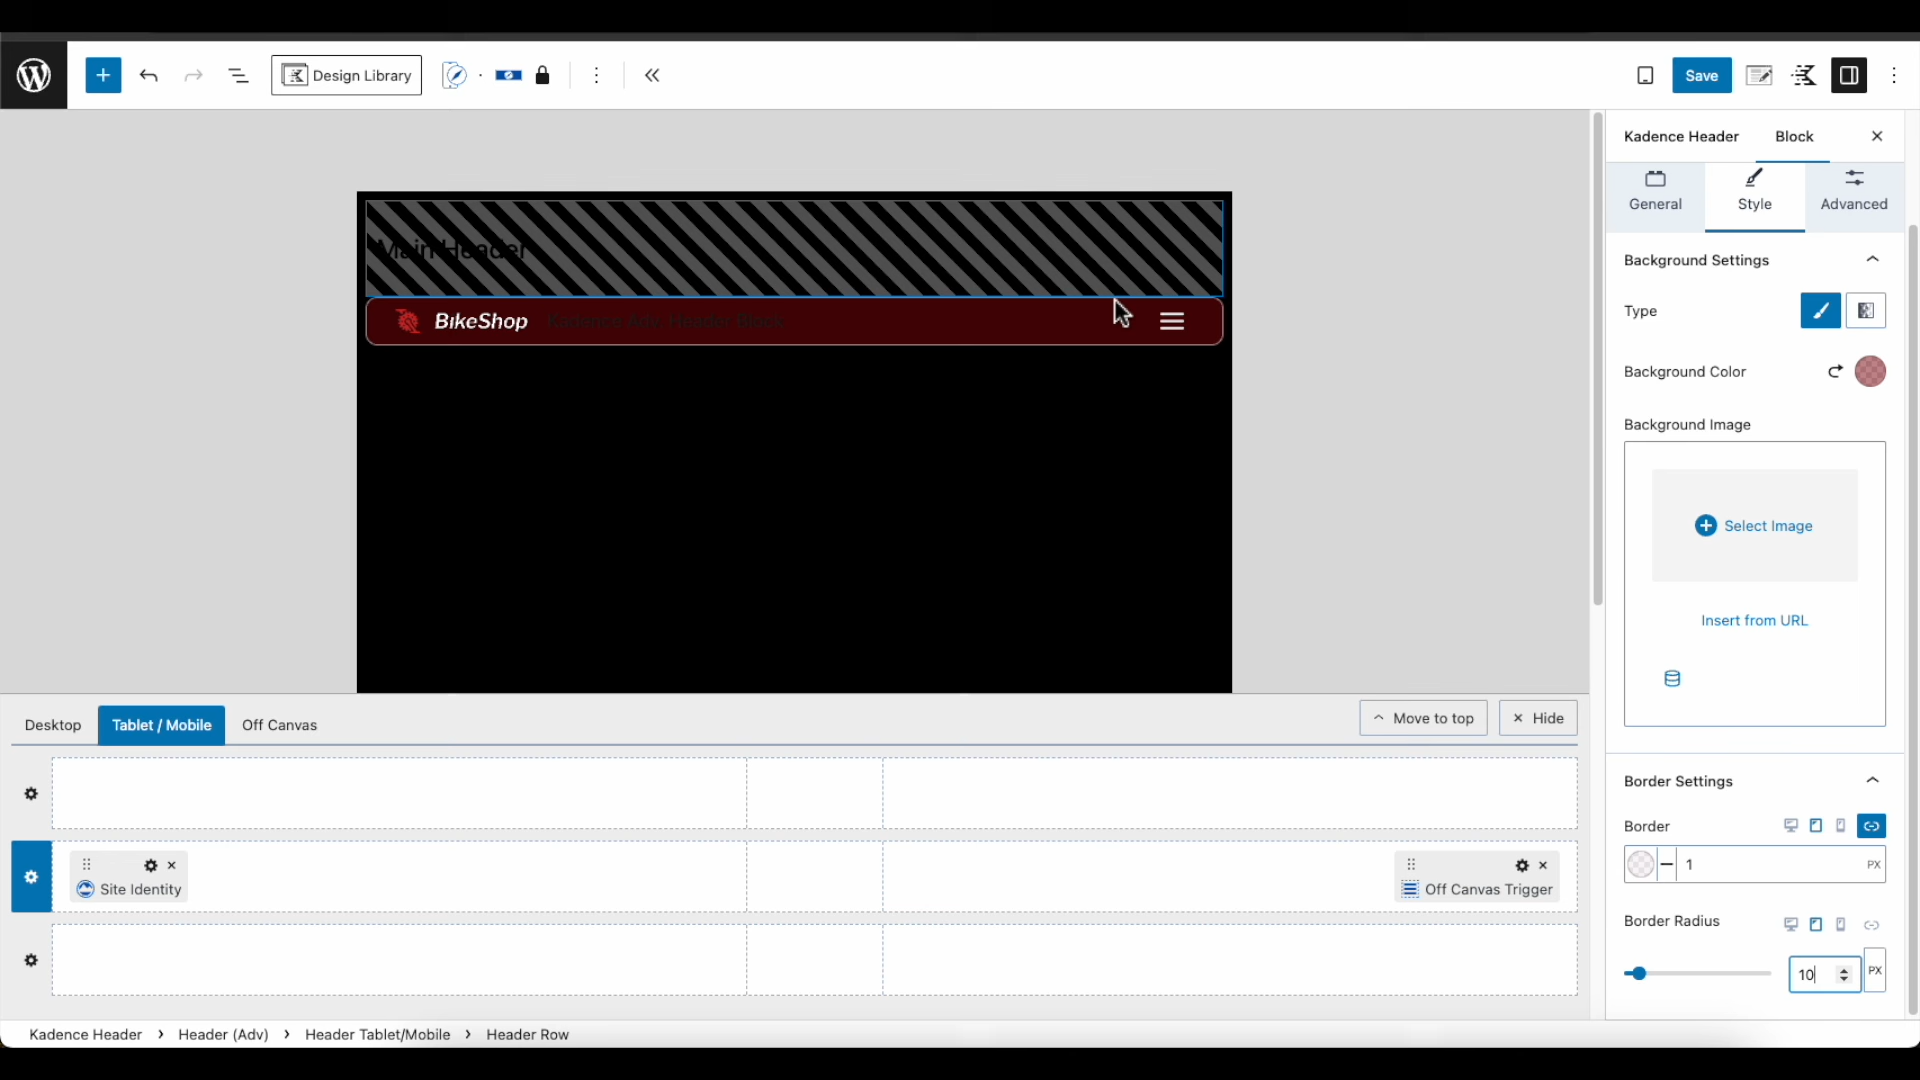 Design Library
Save
Kadence Header
Block
General
Style
Advanced
Main Header
Background Settings
BikeShop
Kadence Adv. Header Block
Type
Background Color
Background Image
Select Image
Insert from URL
Desktop
Tablet / Mobile
Off Canvas
Move to top
Hide
Border Settings
Border
1
PX
Site Identity
Off Canvas Trigger
Border Radius
10
PX
Kadence Header > Header (Adv) > Header Tablet/Mobile > Header Row